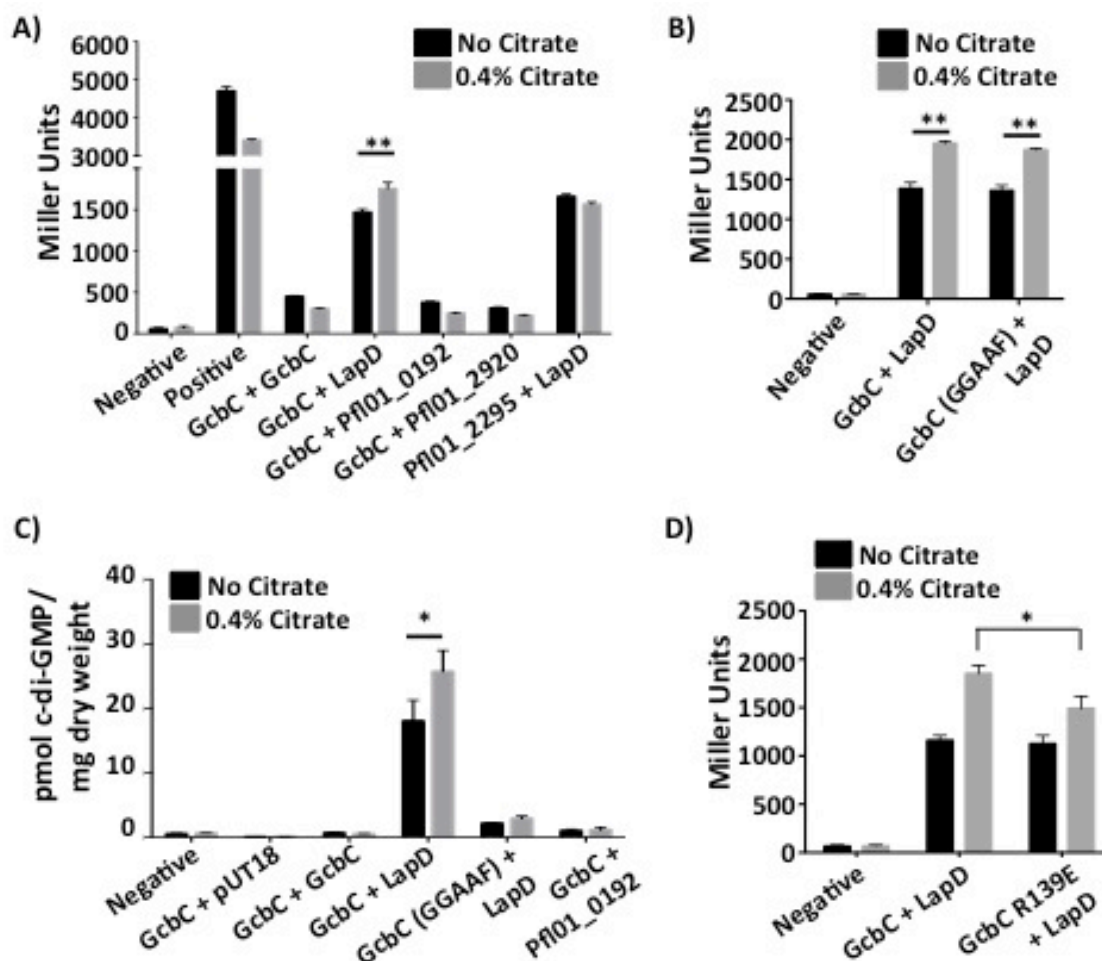 A)
No Citrate
0.4% Citrate
Miller Units
6000
5000
4000
3000
1500
1000
500
0
**
Negative
Positive
GcbC + GcbC
GcbC + LapD
GcbC + Pfl01_0192
GcbC + Pfl01_2920
Pfl01_2295 + LapD
B)
No Citrate
0.4% Citrate
Miller Units
2500
2000
1500
1000
500
0
**
**
Negative
GcbC + LapD
GcbC (GGAAF) +
LapD
C)
No Citrate
0.4% Citrate
pmol c-di-GMP/
mg dry weight
40
30
20
10
0
*
Negative
GcbC + pUT18
GcbC + GcbC
GcbC + LapD
GcbC (GGAAF) +
LapD
GcbC +
Pfl01_0192
D)
No Citrate
0.4% Citrate
Miller Units
2500
2000
1500
1000
500
0
*
Negative
GcbC + LapD
GcbC R139E
+ LapD